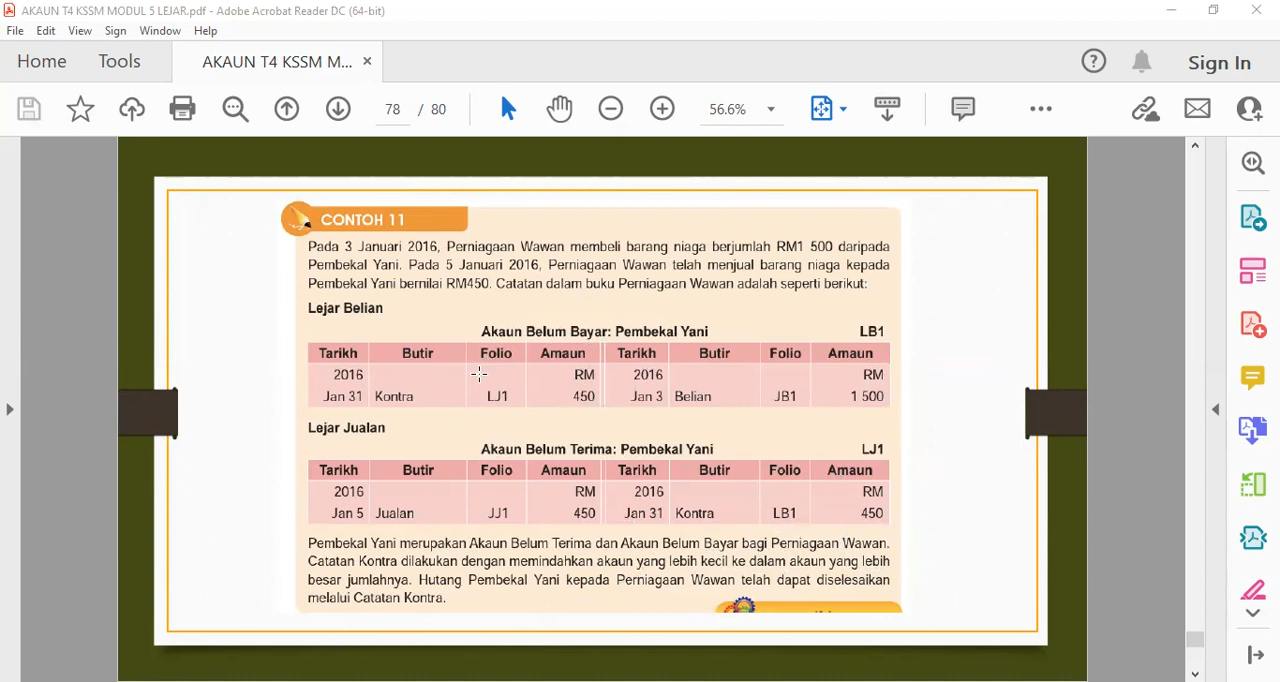 AKAUN T4 KSSM MODUL 5 LEJAR.pdf - Adobe Acrobat Reader DC (64-bit)
File Edit View Sign Window Help
Home Tools AKAUN T4 KSSM M... × Sign In
78 / 80 56.6%
CONTOH 11
Pada 3 Januari 2016, Perniagaan Wawan membeli barang niaga berjumlah RM1 500 daripada
Pembekal Yani. Pada 5 Januari 2016, Perniagaan Wawan telah menjual barang niaga kepada
Pembekal Yani bernilai RM450. Catatan dalam buku Perniagaan Wawan adalah seperti berikut:
Lejar Belian
Akaun Belum Bayar: Pembekal Yani LB1
Tarikh Butir Folio Amaun Tarikh Butir Folio Amaun
2016 RM 2016 RM
Jan 31 Kontra LJ1 450 Jan 3 Belian JB1 1 500
Lejar Jualan
Akaun Belum Terima: Pembekal Yani LJ1
Tarikh Butir Folio Amaun Tarikh Butir Folio Amaun
2016 RM 2016 RM
Jan 5 Jualan JJ1 450 Jan 31 Kontra LB1 450
Pembekal Yani merupakan Akaun Belum Terima dan Akaun Belum Bayar bagi Perniagaan Wawan.
Catatan Kontra dilakukan dengan memindahkan akaun yang lebih kecil ke dalam akaun yang lebih
besar jumlahnya. Hutang Pembekal Yani kepada Perniagaan Wawan telah dapat diselesaikan
melalui Catatan Kontra.